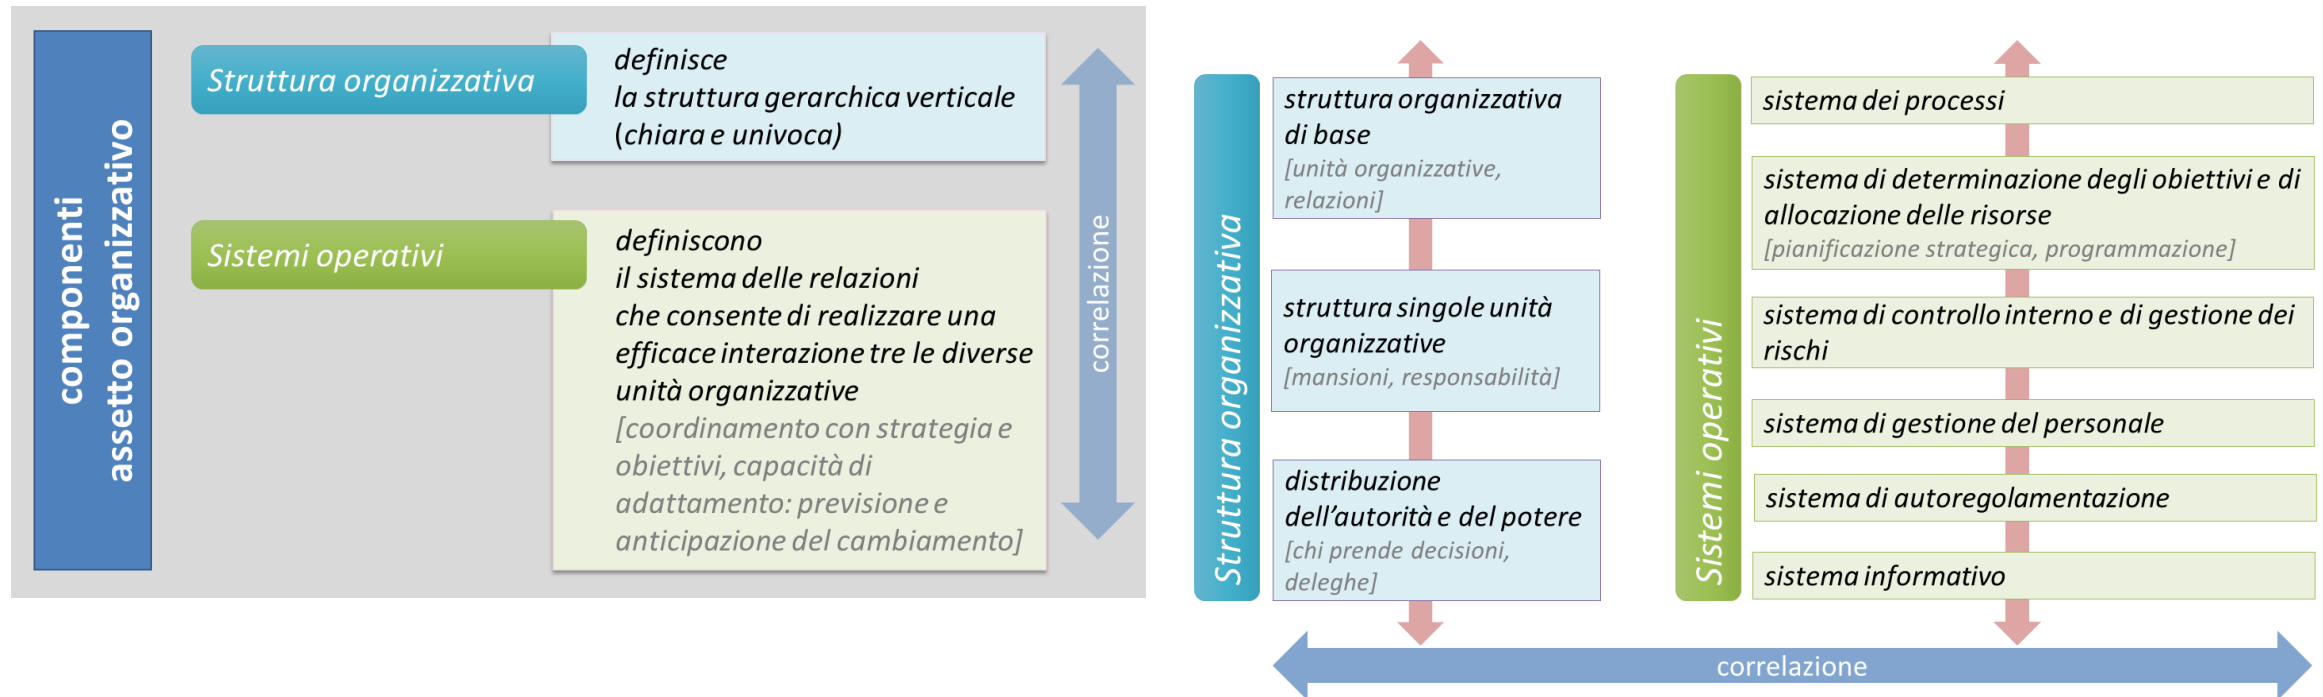 componenti
assetto organizzativo
Struttura organizzativa
definisce
la struttura gerarchica verticale
(chiara e univoca)
Sistemi operativi
definiscono
il sistema delle relazioni
che consente di realizzare una
efficace interazione tre le diverse
unità organizzative
[coordinamento con strategia e
obiettivi, capacità di
adattamento: previsione e
anticipazione del cambiamento]
correlazione
Struttura organizzativa
struttura organizzativa
di base
[unità organizzative,
relazioni]
struttura singole unità
organizzative
[mansioni, responsabilità]
distribuzione
dell’autorità e del potere
[chi prende decisioni,
deleghe]
Sistemi operativi
sistema dei processi
sistema di determinazione degli obiettivi e di
allocazione delle risorse
[pianificazione strategica, programmazione]
sistema di controllo interno e di gestione dei
rischi
sistema di gestione del personale
sistema di autoregolamentazione
sistema informativo
correlazione